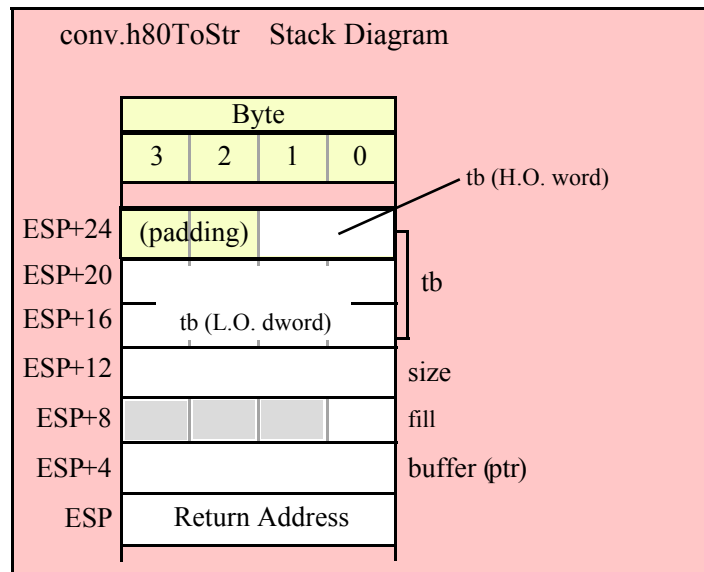 conv.h80ToStr Stack Diagram
Byte
3 2 1 0
tb (H.O. word)
ESP+24 (padding)
ESP+20
tb
ESP+16 tb (L.O. dword)
ESP+12 size
ESP+8 fill
ESP+4 buffer (ptr)
ESP Return Address